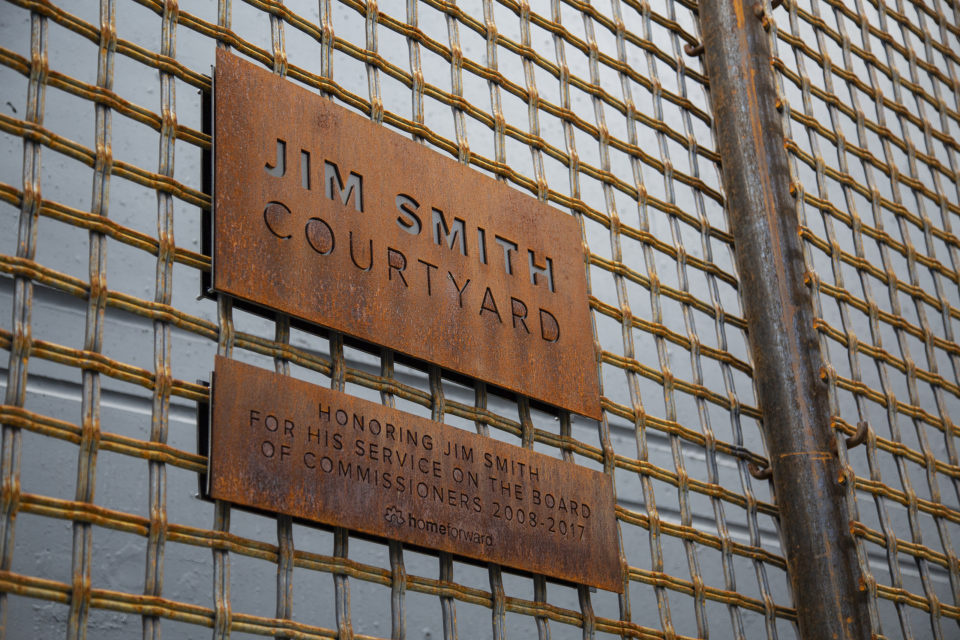 JIM SMITH
COURTYARD
HONORING JIM SMITH
FOR HIS SERVICE ON THE BOARD
OF COMMISSIONERS 2008-2017
homeforward